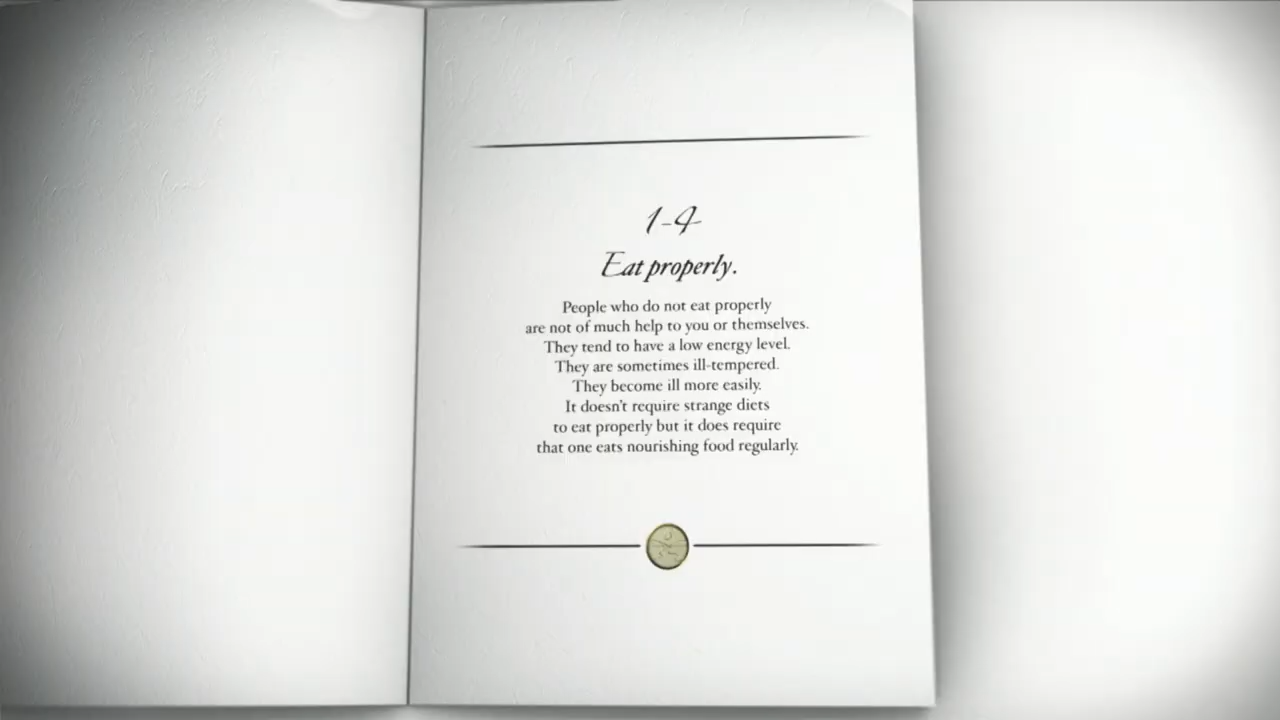 1-4
Eat properly.
People who do not eat properly
are not of much help to you or themselves.
They tend to have a low energy level.
They are sometimes ill-tempered.
They become ill more easily.
It doesn't require strange diets
to eat properly but it does require
that one eats nourishing food regularly.